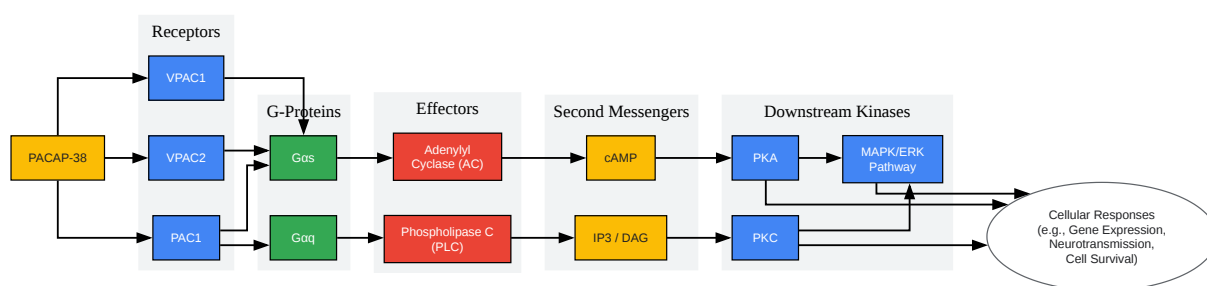 Receptors
VPAC1
G-Proteins
Effectors
Second Messengers
Downstream Kinases
PACAP-38
VPAC2
Gαs
Adenylyl
Cyclase (AC)
cAMP
PKA
MAPK/ERK
Pathway
PAC1
Gαq
Phospholipase C
(PLC)
IP3 / DAG
PKC
Cellular Responses
(e.g., Gene Expression,
Neurotransmission,
Cell Survival)